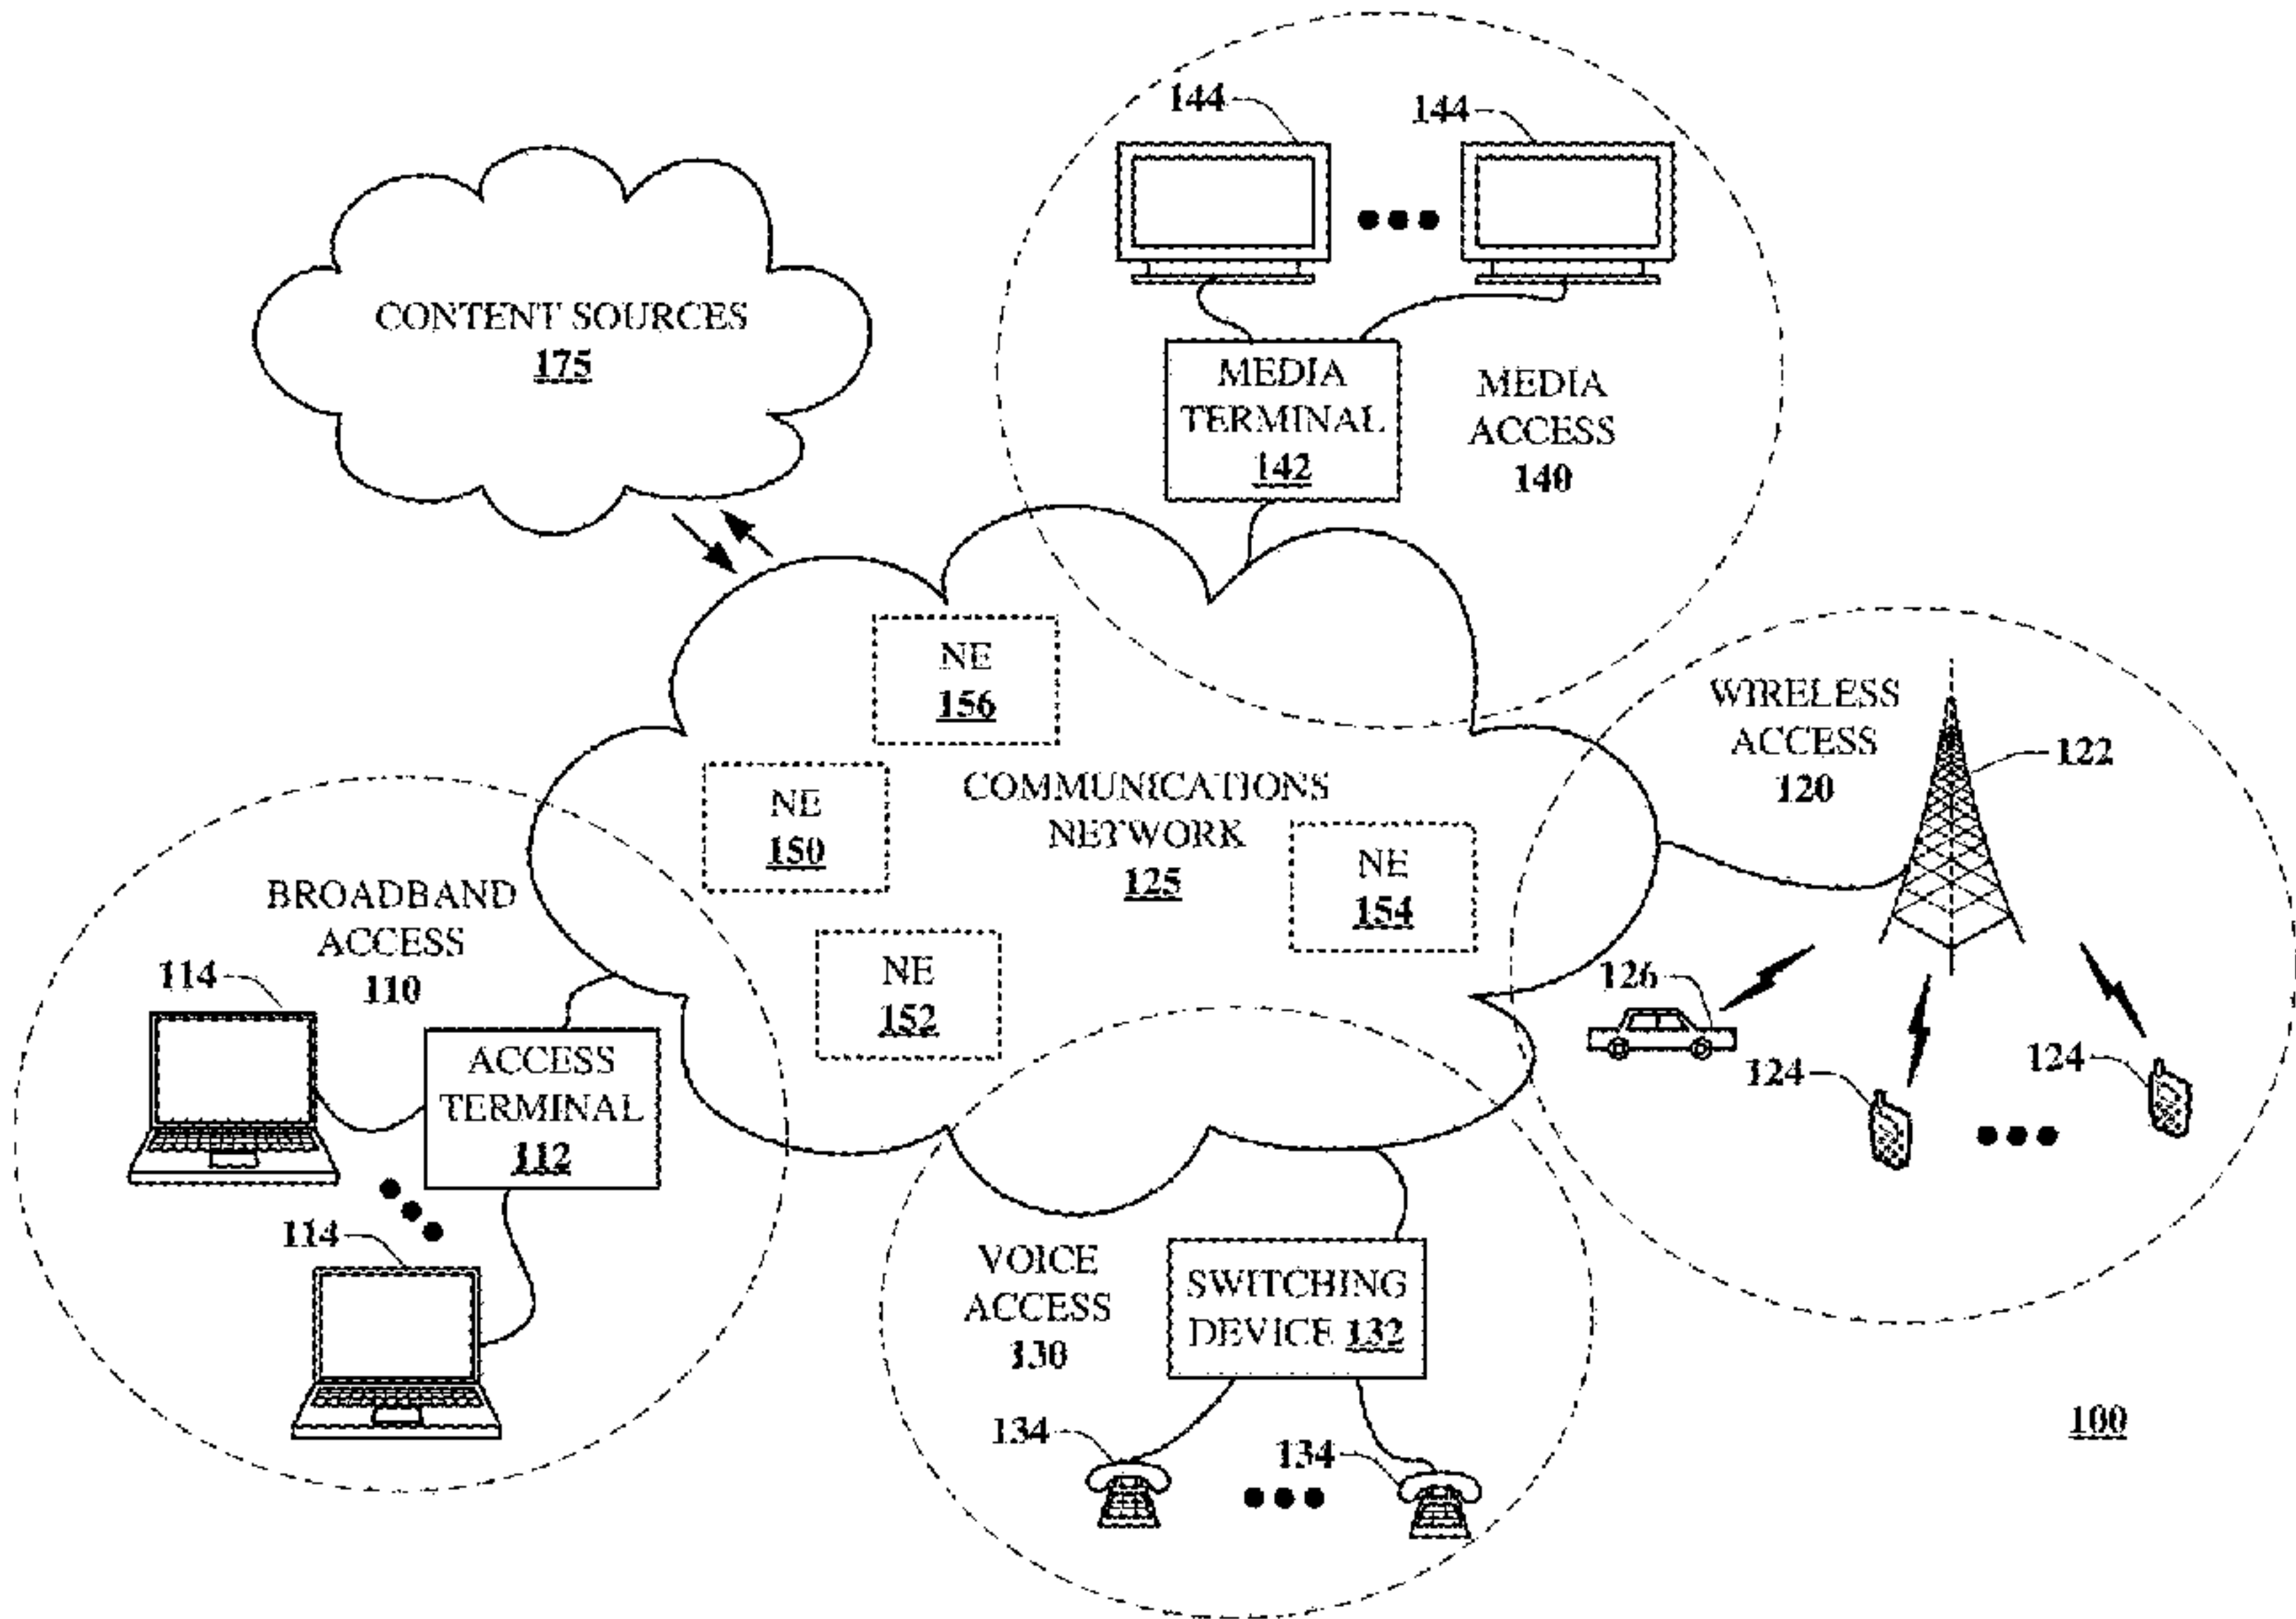 144
144
CONTENT SOURCES
175
MEDIA
TERMINAL
142
MEDIA
ACCESS
140
NE
156
WIRELESS
ACCESS
120
122
NE
150
COMMUNICATIONS
NETWORK
125
NE
154
BROADBAND
ACCESS
110
114
NE
152
126
124
124
ACCESS
TERMINAL
112
114
VOICE
ACCESS
130
SWITCHING
DEVICE 132
134
134
100